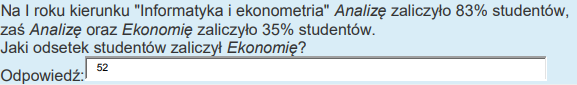 Na I roku kierunku "Informatyka i ekonometria" Analizę zaliczyło 83% studentów,
zaś Analizę oraz Ekonomię zaliczyło 35% studentów.
Jaki odsetek studentów zaliczył Ekonomię?
Odpowiedź: 52